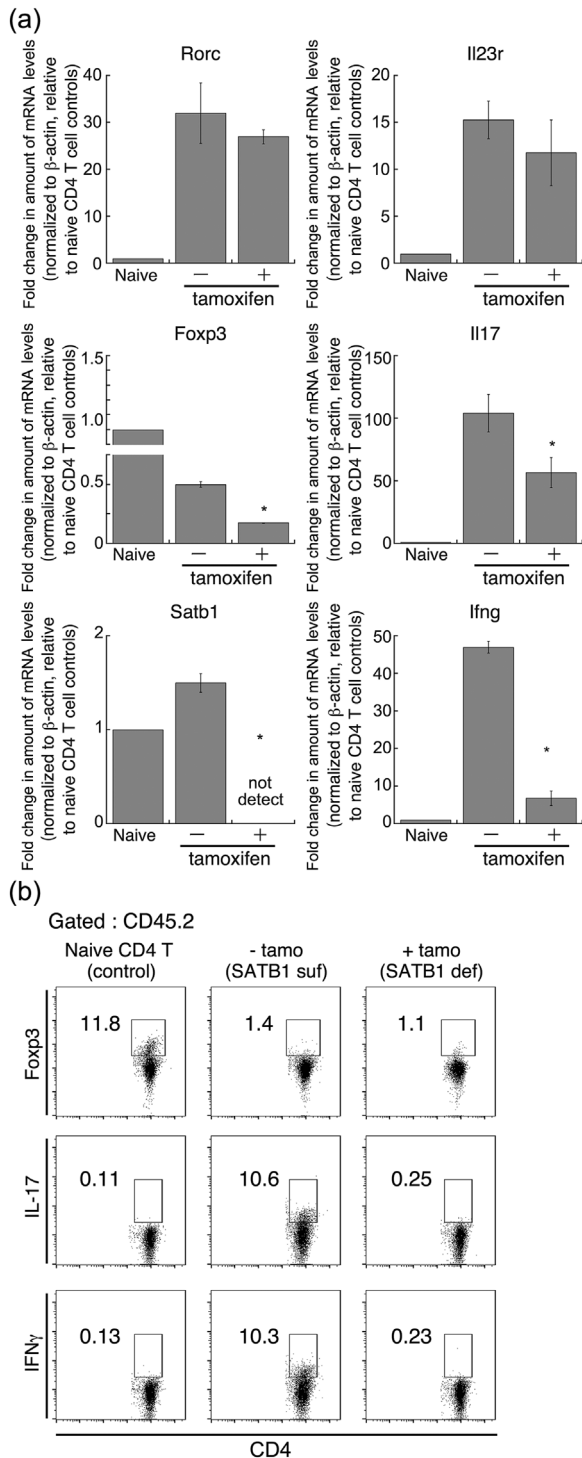 (a)
Rorc
Fold change in amount of mRNA levels
(normalized to β-actin, relative
to naive CD4 T cell controls)
40
30
20
10
0
Naive
−
+
tamoxifen
Il23r
Fold change in amount of mRNA levels
(normalized to β-actin, relative
to naive CD4 T cell controls)
20
15
10
5
0
Naive
−
+
tamoxifen
Foxp3
Fold change in amount of mRNA levels
(normalized to β-actin, relative
to naive CD4 T cell controls)
1.5
1.0
0.5
0
*
Naive
−
+
tamoxifen
Il17
Fold change in amount of mRNA levels
(normalized to β-actin, relative
to naive CD4 T cell controls)
150
100
50
0
*
Naive
−
+
tamoxifen
Satb1
Fold change in amount of mRNA levels
(normalized to β-actin, relative
to naive CD4 T cell controls)
2
1
0
*
not
detect
Naive
−
+
tamoxifen
Ifng
Fold change in amount of mRNA levels
(normalized to β-actin, relative
to naive CD4 T cell controls)
50
40
30
20
10
0
*
Naive
−
+
tamoxifen
(b)
Gated : CD45.2
Naive CD4 T
(control)
- tamo
(SATB1 suf)
+ tamo
(SATB1 def)
Foxp3
11.8
1.4
1.1
IL-17
0.11
10.6
0.25
IFNγ
0.13
10.3
0.23
CD4